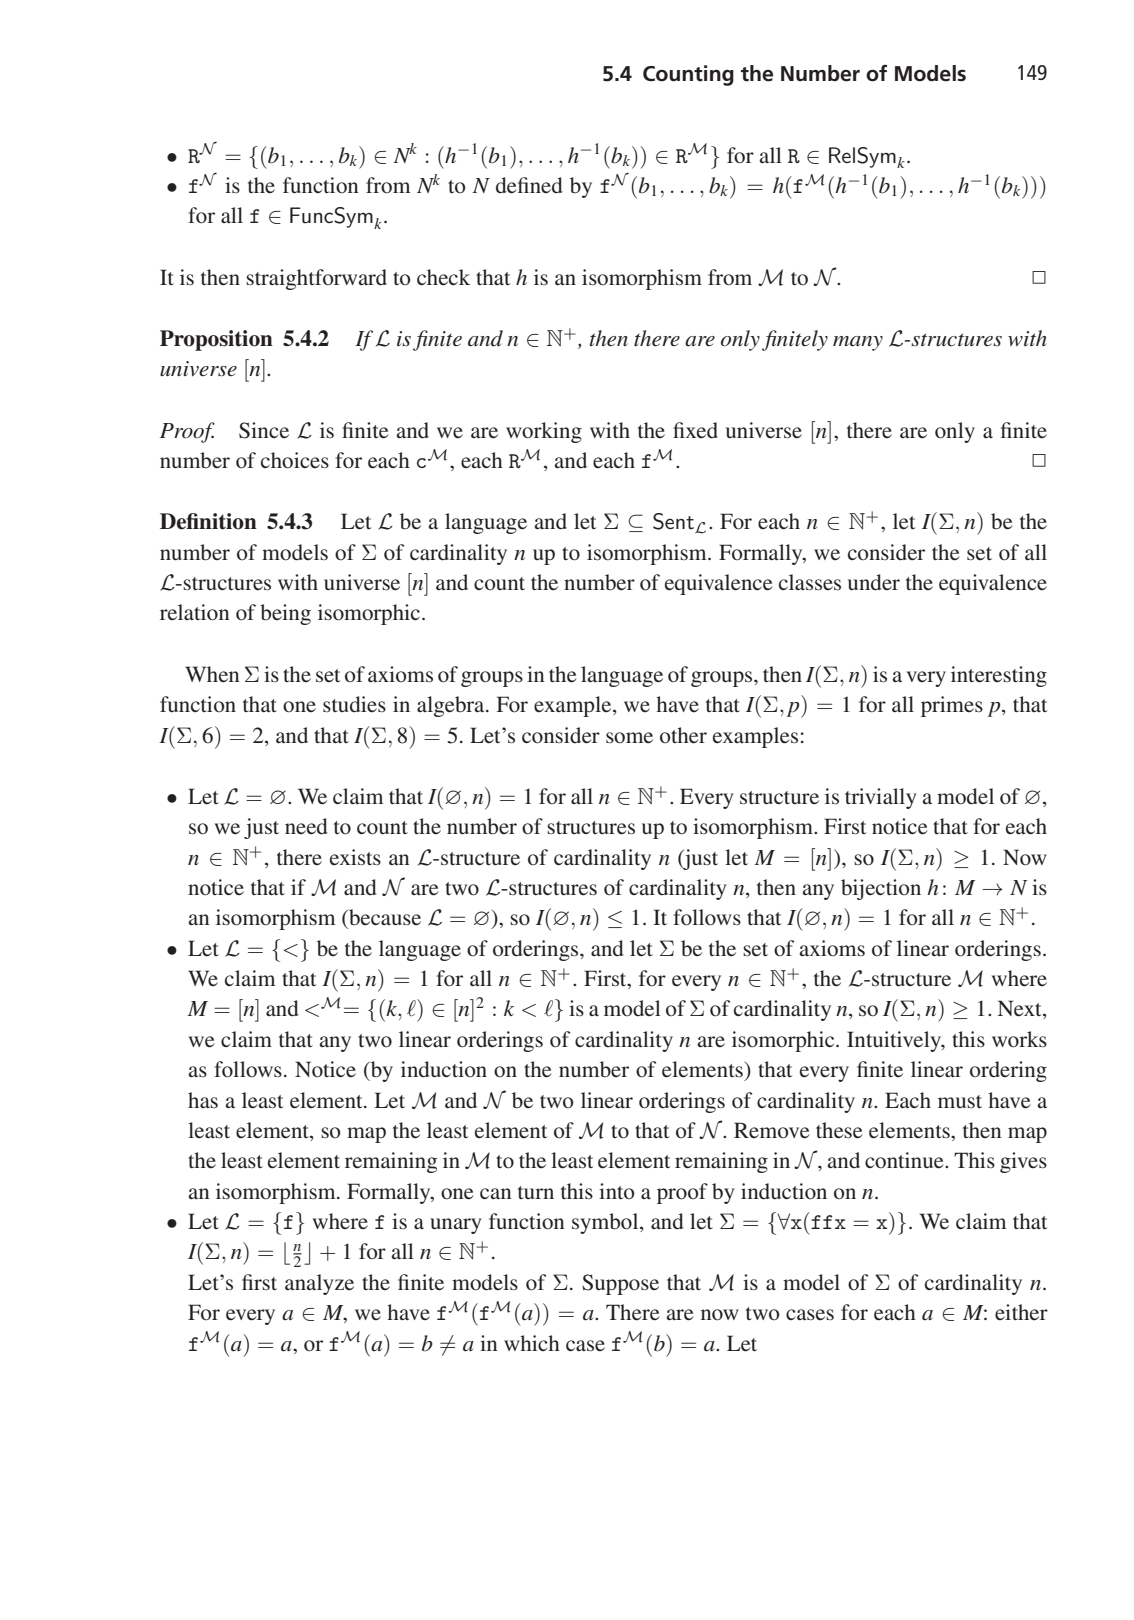 5.4 Counting the Number of Models 149
• R^𝒩 = {(b₁, . . . , bₖ) ∈ Nᵏ : (h⁻¹(b₁), . . . , h⁻¹(bₖ)) ∈ R^ℳ} for all R ∈ RelSymₖ.
• f^𝒩 is the function from Nᵏ to N defined by f^𝒩(b₁, . . . , bₖ) = h(f^ℳ(h⁻¹(b₁), . . . , h⁻¹(bₖ)))
for all f ∈ FuncSymₖ.
It is then straightforward to check that h is an isomorphism from ℳ to 𝒩. □
Proposition 5.4.2 If ℒ is finite and n ∈ ℕ⁺, then there are only finitely many ℒ-structures with
universe [n].
Proof. Since ℒ is finite and we are working with the fixed universe [n], there are only a finite
number of choices for each c^ℳ, each R^ℳ, and each f^ℳ. □
Definition 5.4.3 Let ℒ be a language and let Σ ⊆ Sent_ℒ. For each n ∈ ℕ⁺, let I(Σ, n) be the
number of models of Σ of cardinality n up to isomorphism. Formally, we consider the set of all
ℒ-structures with universe [n] and count the number of equivalence classes under the equivalence
relation of being isomorphic.
When Σ is the set of axioms of groups in the language of groups, then I(Σ, n) is a very interesting
function that one studies in algebra. For example, we have that I(Σ, p) = 1 for all primes p, that
I(Σ, 6) = 2, and that I(Σ, 8) = 5. Let's consider some other examples:
• Let ℒ = ∅. We claim that I(∅, n) = 1 for all n ∈ ℕ⁺. Every structure is trivially a model of ∅,
so we just need to count the number of structures up to isomorphism. First notice that for each
n ∈ ℕ⁺, there exists an ℒ-structure of cardinality n (just let M = [n]), so I(Σ, n) ≥ 1. Now
notice that if ℳ and 𝒩 are two ℒ-structures of cardinality n, then any bijection h: M → N is
an isomorphism (because ℒ = ∅), so I(∅, n) ≤ 1. It follows that I(∅, n) = 1 for all n ∈ ℕ⁺.
• Let ℒ = {<} be the language of orderings, and let Σ be the set of axioms of linear orderings.
We claim that I(Σ, n) = 1 for all n ∈ ℕ⁺. First, for every n ∈ ℕ⁺, the ℒ-structure ℳ where
M = [n] and <^ℳ= {(k, ℓ) ∈ [n]² : k < ℓ} is a model of Σ of cardinality n, so I(Σ, n) ≥ 1. Next,
we claim that any two linear orderings of cardinality n are isomorphic. Intuitively, this works
as follows. Notice (by induction on the number of elements) that every finite linear ordering
has a least element. Let ℳ and 𝒩 be two linear orderings of cardinality n. Each must have a
least element, so map the least element of ℳ to that of 𝒩. Remove these elements, then map
the least element remaining in ℳ to the least element remaining in 𝒩, and continue. This gives
an isomorphism. Formally, one can turn this into a proof by induction on n.
• Let ℒ = {f} where f is a unary function symbol, and let Σ = {∀x(ffx = x)}. We claim that
I(Σ, n) = ⌊n/2⌋ + 1 for all n ∈ ℕ⁺.
Let's first analyze the finite models of Σ. Suppose that ℳ is a model of Σ of cardinality n.
For every a ∈ M, we have f^ℳ(f^ℳ(a)) = a. There are now two cases for each a ∈ M: either
f^ℳ(a) = a, or f^ℳ(a) = b ≠ a in which case f^ℳ(b) = a. Let